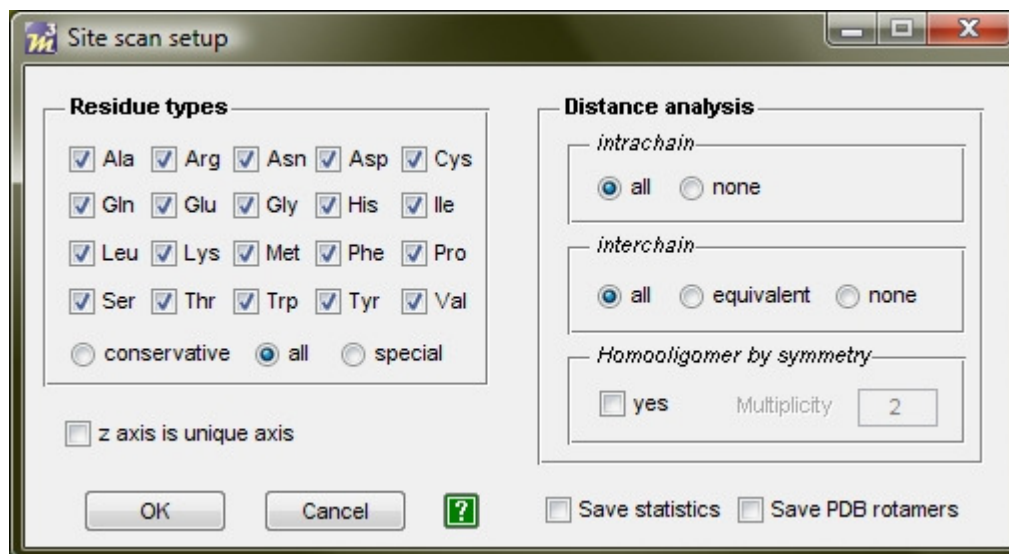 Site scan setup
Residue types
Ala Arg Asn Asp Cys
Gln Glu Gly His Ile
Leu Lys Met Phe Pro
Ser Thr Trp Tyr Val
conservative all special
z axis is unique axis
OK Cancel ?
Distance analysis
intrachain
all none
interchain
all equivalent none
Homooligomer by symmetry
yes Multiplicity 2
Save statistics Save PDB rotamers